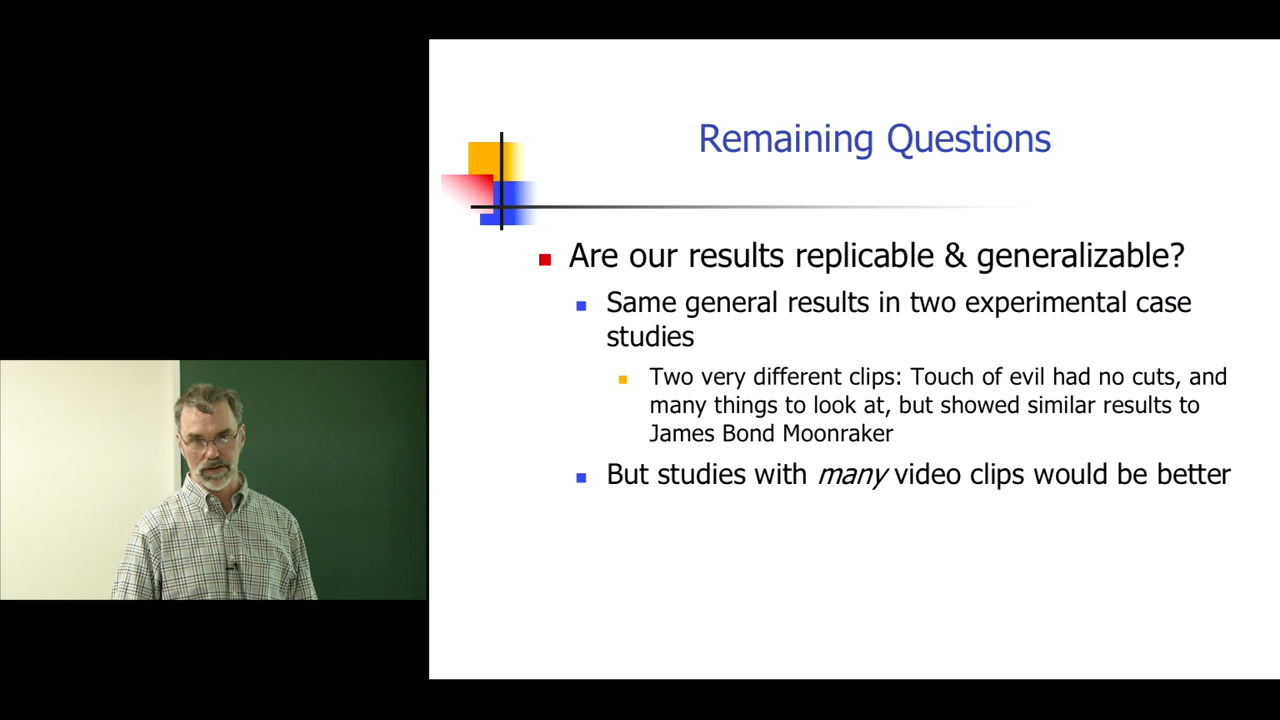 Remaining Questions
Are our results replicable & generalizable?
Same general results in two experimental case
studies
Two very different clips: Touch of evil had no cuts, and
many things to look at, but showed similar results to
James Bond Moonraker
But studies with many video clips would be better